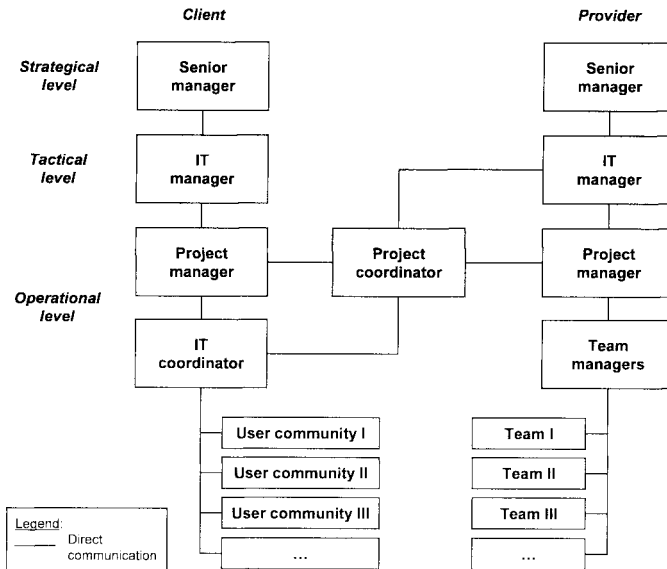 Client
Provider
Strategical
level
Senior
manager
Senior
manager
Tactical
level
IT
manager
IT
manager
Operational
level
Project
manager
Project
coordinator
Project
manager
IT
coordinator
Team
managers
User community I
Team I
User community II
Team II
User community III
Team III
...
...
Legend:
Direct
communication